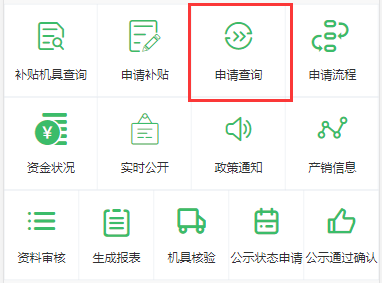 补贴机具查询 申请补贴 申请查询 申请流程
资金状况 实时公开 政策通知 产销信息
资料审核 生成报表 机具核验 公示状态申请 公示通过确认